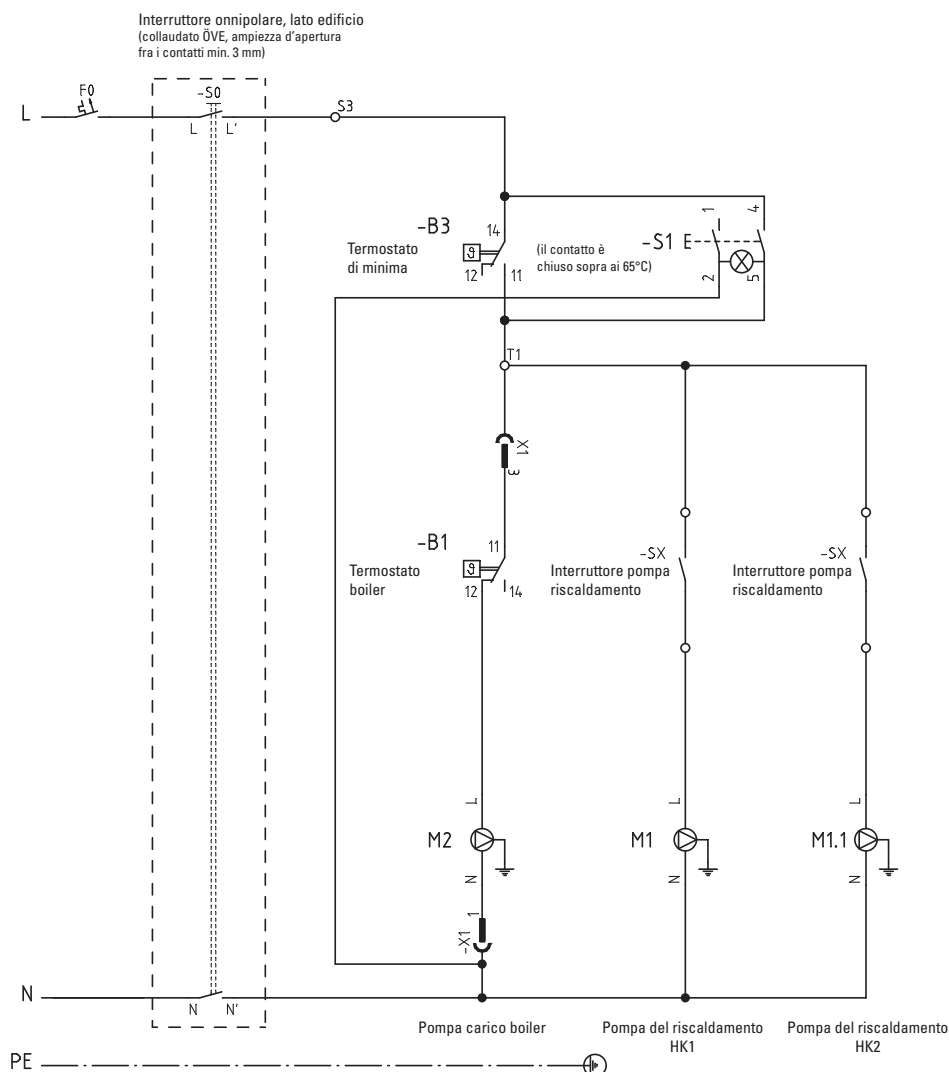 Interruttore onnipolare, lato edificio
(collaudato ÖVE, ampiezza d'apertura
fra i contatti min. 3 mm)
F0
-S0
S3
L
L L'
-B3
14
1
4
Termostato
di minima
(il contatto è
chiuso sopra ai 65°C)
-S1 E
ϑ
12 11
2
5
T1
X1
3
-B1
11
-SX
-SX
Termostato
boiler
ϑ
Interruttore pompa
riscaldamento
Interruttore pompa
riscaldamento
12 14
L
L
L
M2
M1
M1.1
N
N
N
1
-X1
N
N N'
Pompa carico boiler
Pompa del riscaldamento
HK1
Pompa del riscaldamento
HK2
PE